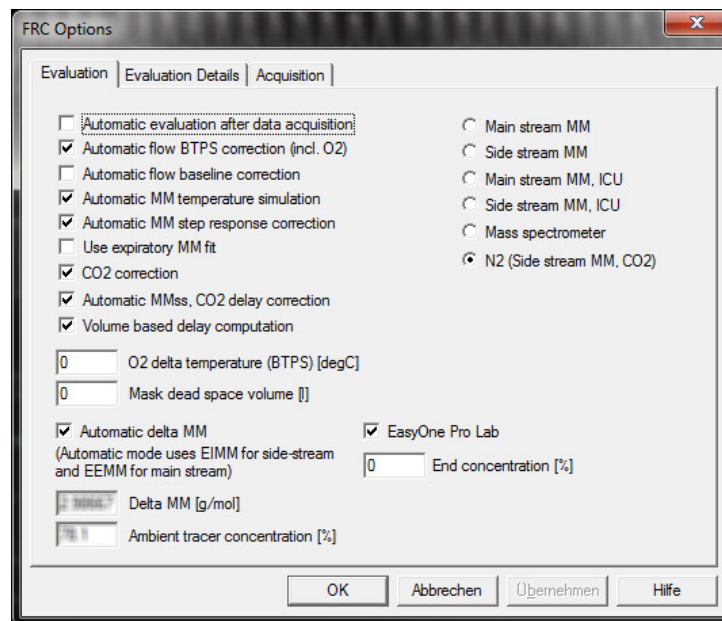 FRC Options
Evaluation
Evaluation Details
Acquisition
Automatic evaluation after data acquisition
Automatic flow BTPS correction (incl. O2)
Automatic flow baseline correction
Automatic MM temperature simulation
Automatic MM step response correction
Use expiratory MM fit
CO2 correction
Automatic MMss, CO2 delay correction
Volume based delay computation
Main stream MM
Side stream MM
Main stream MM, ICU
Side stream MM, ICU
Mass spectrometer
N2 (Side stream MM, CO2)
0 O2 delta temperature (BTPS) [degC]
0 Mask dead space volume [l]
Automatic delta MM
(Automatic mode uses EIMM for side-stream
and EEMM for main stream)
Delta MM [g/mol]
Ambient tracer concentration [%]
EasyOne Pro Lab
0 End concentration [%]
OK
Abbrechen
Übernehmen
Hilfe